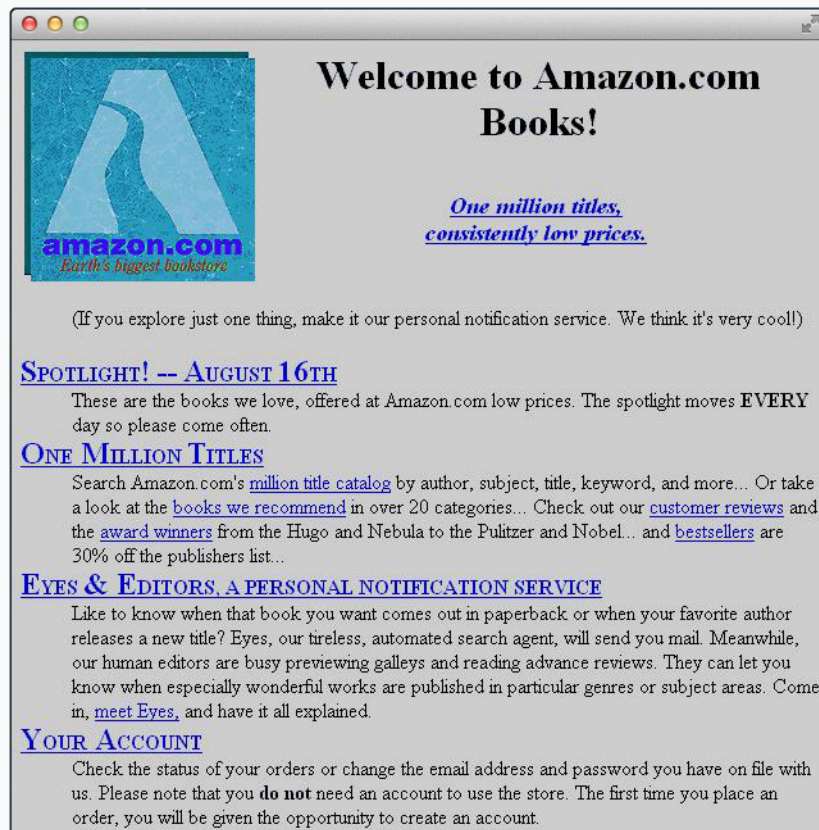 Welcome to Amazon.com
Books!
amazon.com
Earth's biggest bookstore
One million titles,
consistently low prices.
(If you explore just one thing, make it our personal notification service. We think it's very cool!)
SPOTLIGHT! -- AUGUST 16TH
These are the books we love, offered at Amazon.com low prices. The spotlight moves EVERY
day so please come often.
ONE MILLION TITLES
Search Amazon.com's million title catalog by author, subject, title, keyword, and more... Or take
a look at the books we recommend in over 20 categories... Check out our customer reviews and
the award winners from the Hugo and Nebula to the Pulitzer and Nobel... and bestsellers are
30% off the publishers list...
EYES & EDITORS, A PERSONAL NOTIFICATION SERVICE
Like to know when that book you want comes out in paperback or when your favorite author
releases a new title? Eyes, our tireless, automated search agent, will send you mail. Meanwhile,
our human editors are busy previewing galleys and reading advance reviews. They can let you
know when especially wonderful works are published in particular genres or subject areas. Come
in, meet Eyes, and have it all explained.
YOUR ACCOUNT
Check the status of your orders or change the email address and password you have on file with
us. Please note that you do not need an account to use the store. The first time you place an
order, you will be given the opportunity to create an account.